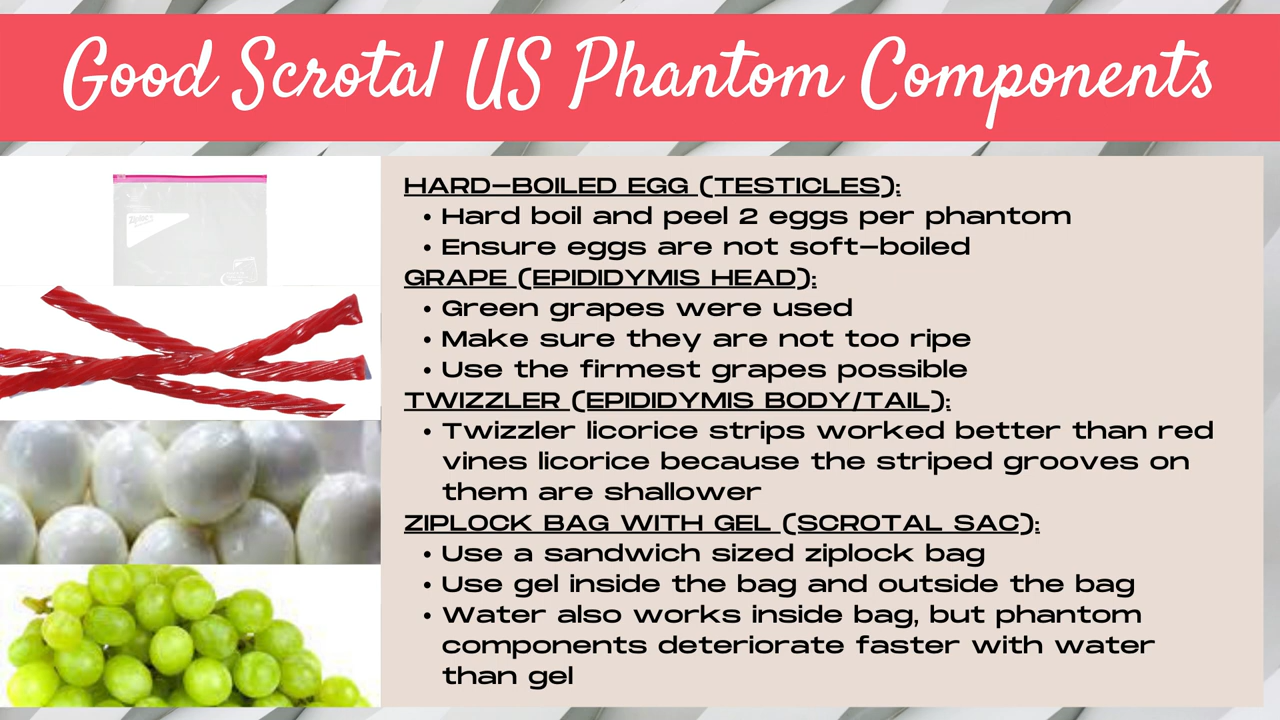 Good Scrotal US Phantom Components
Ziploc
HARD-BOILED EGG (TESTICLES):
• Hard boil and peel 2 eggs per phantom
• Ensure eggs are not soft-boiled
GRAPE (EPIDIDYMIS HEAD):
• Green grapes were used
• Make sure they are not too ripe
• Use the firmest grapes possible
TWIZZLER (EPIDIDYMIS BODY/TAIL):
• Twizzler licorice strips worked better than red
vines licorice because the striped grooves on
them are shallower
ZIPLOCK BAG WITH GEL (SCROTAL SAC):
• Use a sandwich sized ziplock bag
• Use gel inside the bag and outside the bag
• Water also works inside bag, but phantom
components deteriorate faster with water
than gel